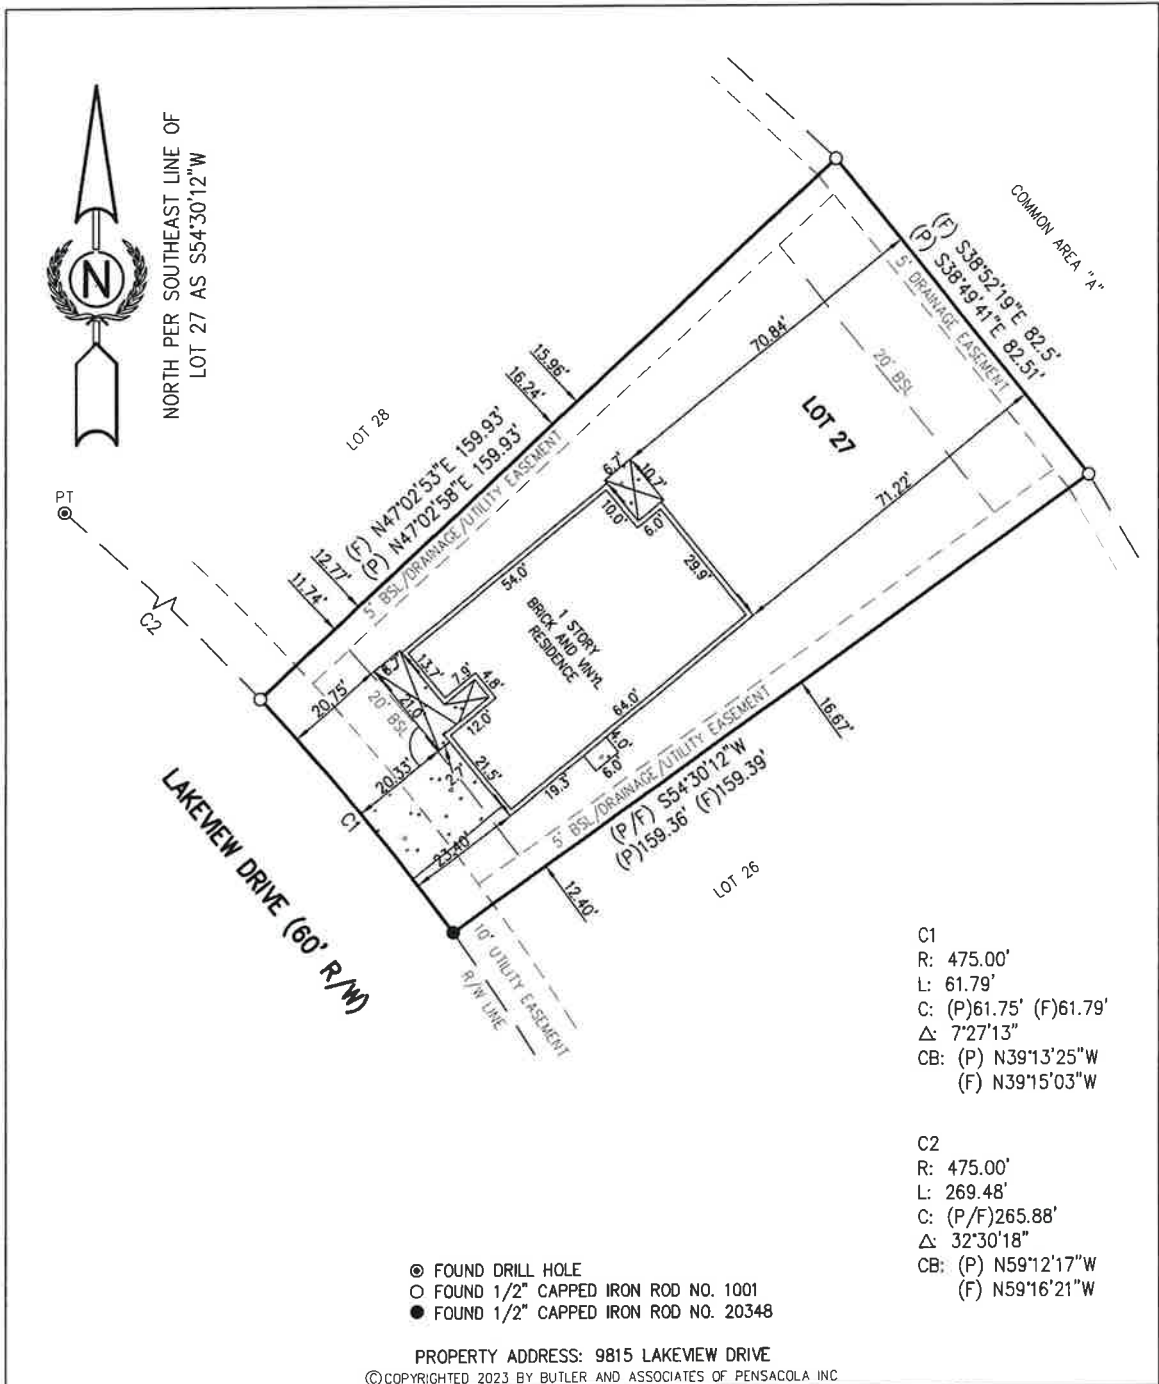 NORTH PER SOUTHEAST LINE OF
LOT 27 AS S54°30'12"W
N
COMMON AREA "A"
(F) S38°52'19"E 82.5'
(P) S38°49'41"E 82.51'
5' DRAINAGE EASEMENT
20' BSL
70.84'
LOT 27
71.22'
15.96'
16.24'
LOT 28
(F) N47°02'53"E 159.93'
(P) N47°02'58"E 159.93'
5' BSL/DRAINAGE/UTILITY EASEMENT
12.77'
11.74'
PT
C2
6.7'
10.7'
10.0'
6.0'
29.9'
54.0'
1 STORY
BRICK AND VINYL
RESIDENCE
13.7'
7.9'
4.8'
21.0'
12.0'
64.0'
20.75'
20' BSL
20.33'
2.7'
21.5'
19.3'
4.0'
6.0'
23.40'
C1
16.67'
5' BSL/DRAINAGE/UTILITY EASEMENT
(P/F) S54°30'12"W
(P)159.36' (F)159.39'
12.40'
LOT 26
LAKEVIEW DRIVE (60' R/W)
10' UTILITY EASEMENT
R/W LINE
C1
R: 475.00'
L: 61.79'
C: (P)61.75' (F)61.79'
Δ: 7°27'13"
CB: (P) N39°13'25"W
(F) N39°15'03"W
C2
R: 475.00'
L: 269.48'
C: (P/F)265.88'
Δ: 32°30'18"
CB: (P) N59°12'17"W
(F) N59°16'21"W
FOUND DRILL HOLE
FOUND 1/2" CAPPED IRON ROD NO. 1001
FOUND 1/2" CAPPED IRON ROD NO. 20348
PROPERTY ADDRESS: 9815 LAKEVIEW DRIVE
©COPYRIGHTED 2023 BY BUTLER AND ASSOCIATES OF PENSACOLA INC